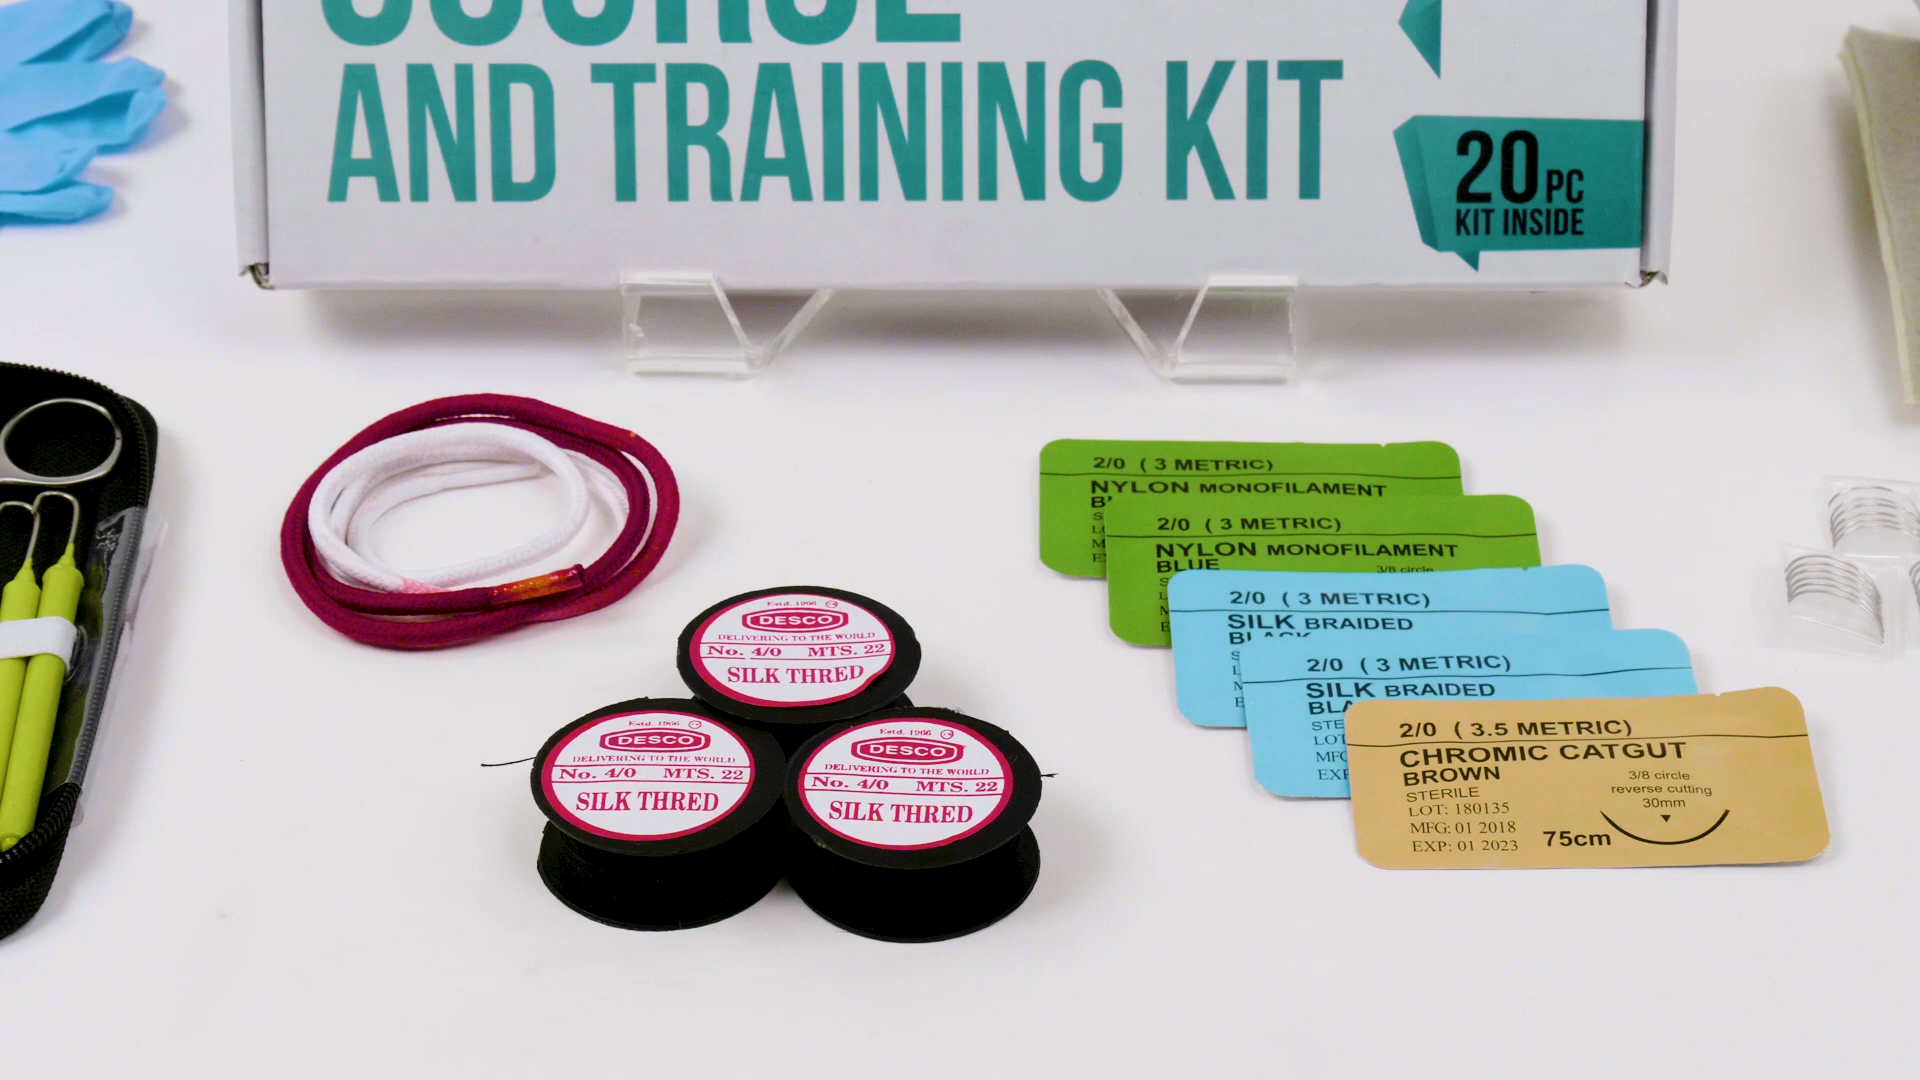 COURSE
AND TRAINING KIT
20 PC
KIT INSIDE
2/0 ( 3 METRIC)
NYLON MONOFILAMENT
2/0 ( 3 METRIC)
NYLON MONOFILAMENT
BLUE
3/8 circle
2/0 ( 3 METRIC)
SILK BRAIDED
BLACK
2/0 ( 3 METRIC)
SILK BRAIDED
2/0 ( 3.5 METRIC)
CHROMIC CATGUT
BROWN
STERILE
LOT: 180135
MFG: 01 2018
EXP: 01 2023
75cm
3/8 circle
reverse cutting
30mm
Estd. 1966
DESCO
DELIVERING TO THE WORLD
No. 4/0 MTS. 22
SILK THRED
Estd. 1966
DESCO
DELIVERING TO THE WORLD
No. 4/0 MTS. 22
SILK THRED
Estd. 1966
DESCO
DELIVERING TO THE WORLD
No. 4/0 MTS. 22
SILK THRED